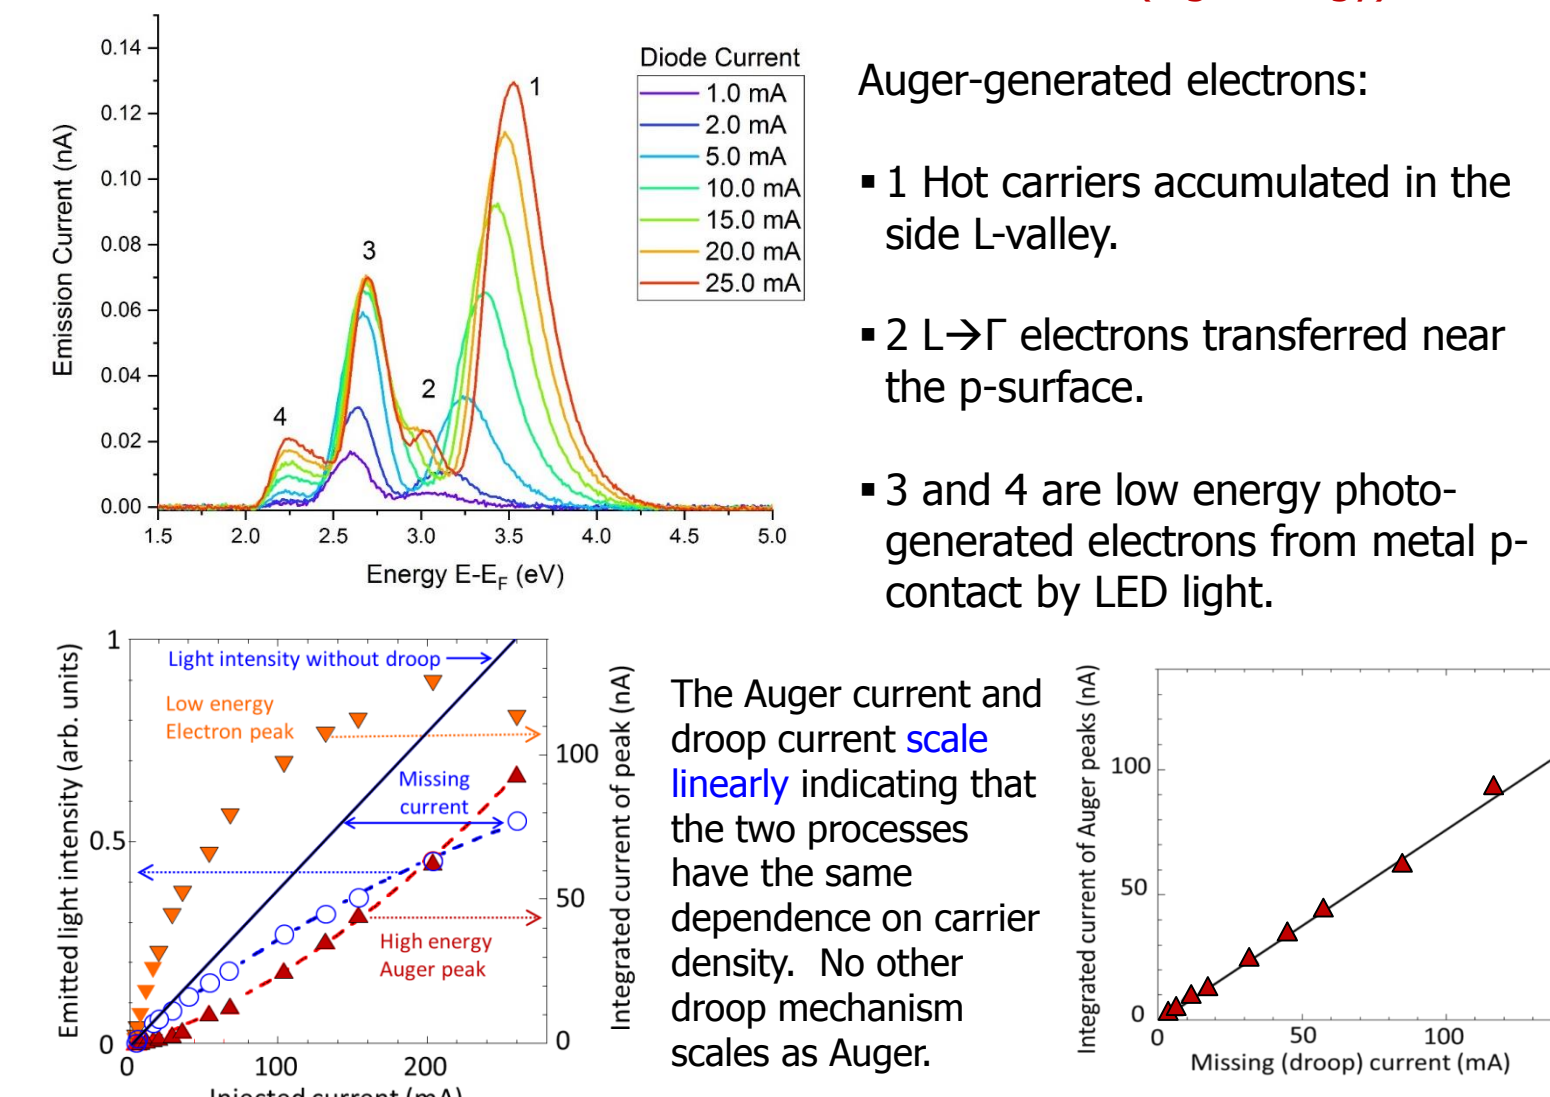 0.14
0.12
0.10
0.08
0.06
0.04
0.02
0.00
Emission Current (nA)
1.5 2.0 2.5 3.0 3.5 4.0 4.5 5.0
Energy E-E_F (eV)
1
3
2
4
Diode Current
1.0 mA
2.0 mA
5.0 mA
10.0 mA
15.0 mA
20.0 mA
25.0 mA
Auger-generated electrons:
▪ 1 Hot carriers accumulated in the
side L-valley.
▪ 2 L→Γ electrons transferred near
the p-surface.
▪ 3 and 4 are low energy photo-
generated electrons from metal p-
contact by LED light.
Emitted light intensity (arb. units)
1
0.5
0
Light intensity without droop
Low energy
Electron peak
Missing
current
High energy
Auger peak
100
50
0
Integrated current of peak (nA)
0 100 200
Injected current (mA)
The Auger current and
droop current scale
linearly indicating that
the two processes
have the same
dependence on carrier
density. No other
droop mechanism
scales as Auger.
Integrated current of Auger peaks (nA)
100
50
0
0 50 100
Missing (droop) current (mA)